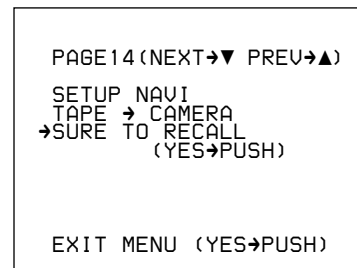 PAGE14(NEXT→▼ PREV→▲)
SETUP NAVI
TAPE → CAMERA
→SURE TO RECALL
(YES→PUSH)
EXIT MENU (YES→PUSH)